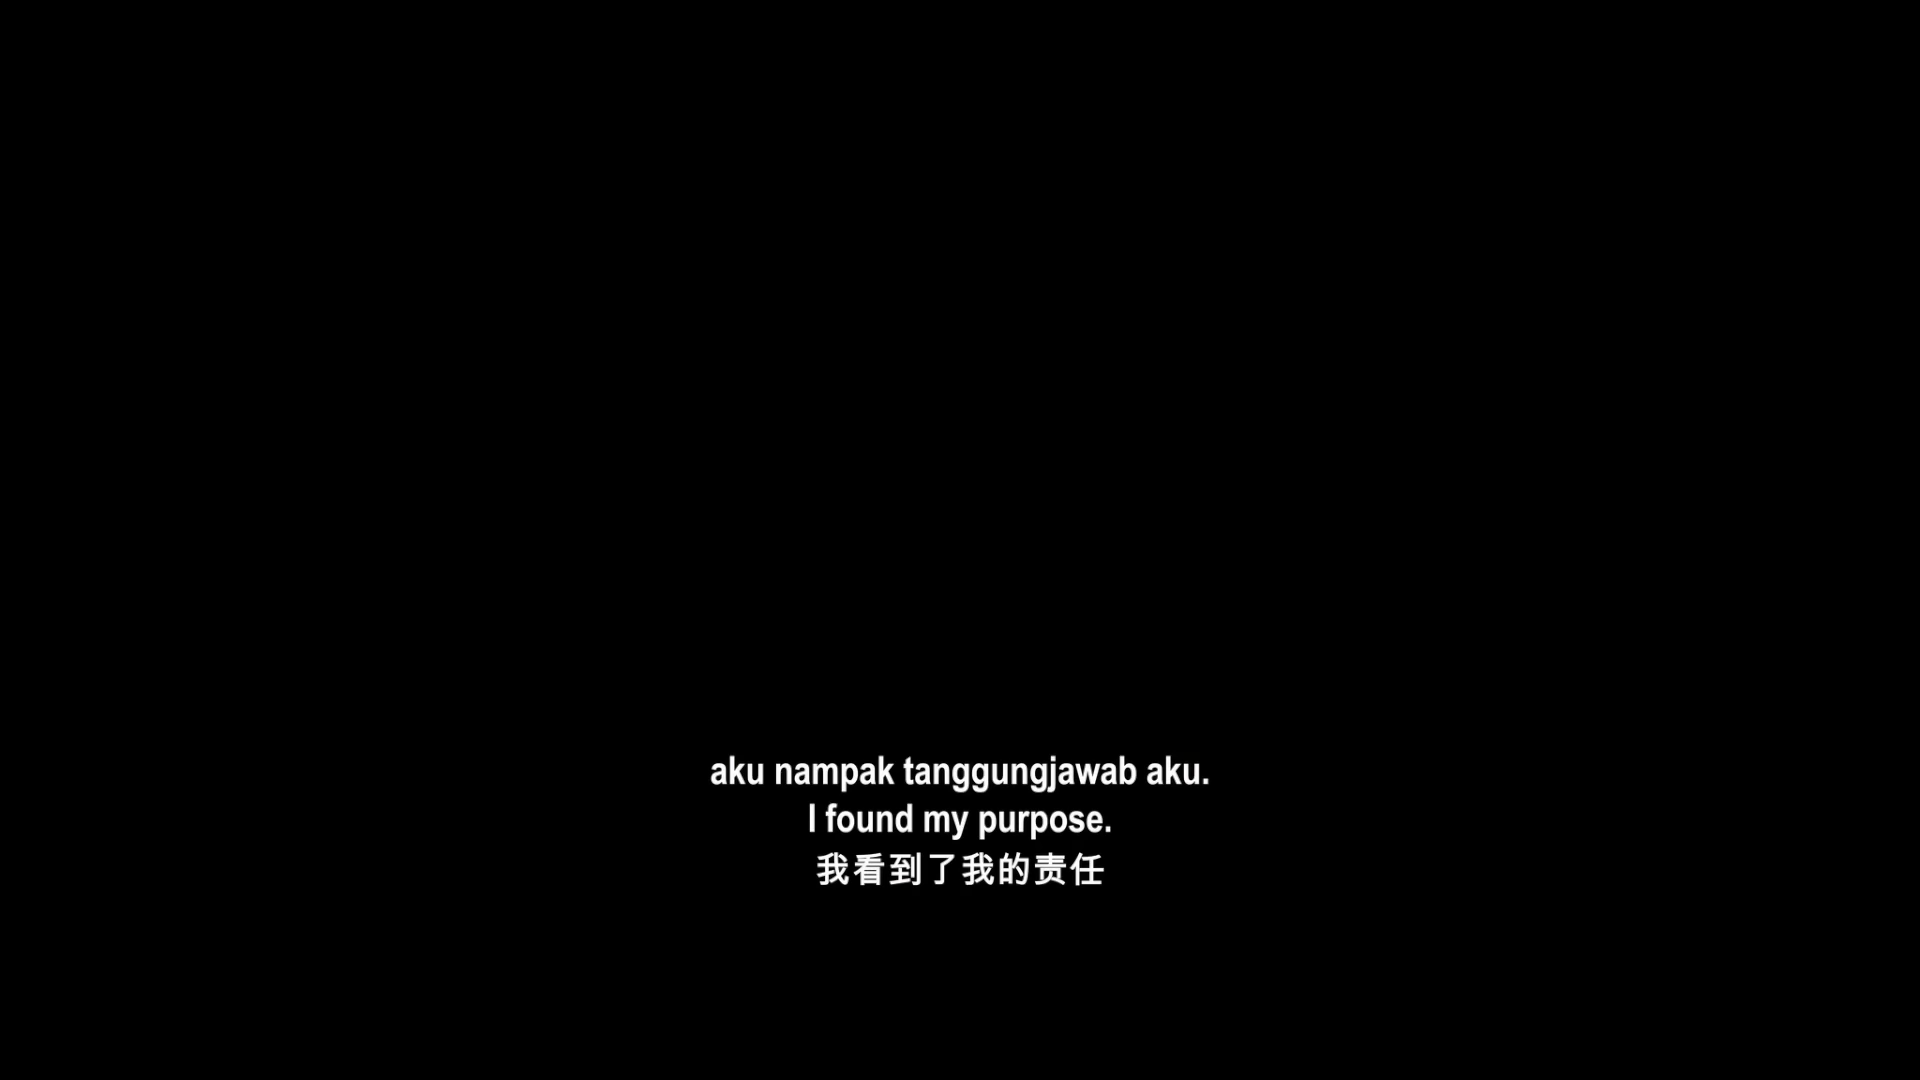 aku nampak tanggungjawab aku.
I found my purpose.
我看到了我的责任